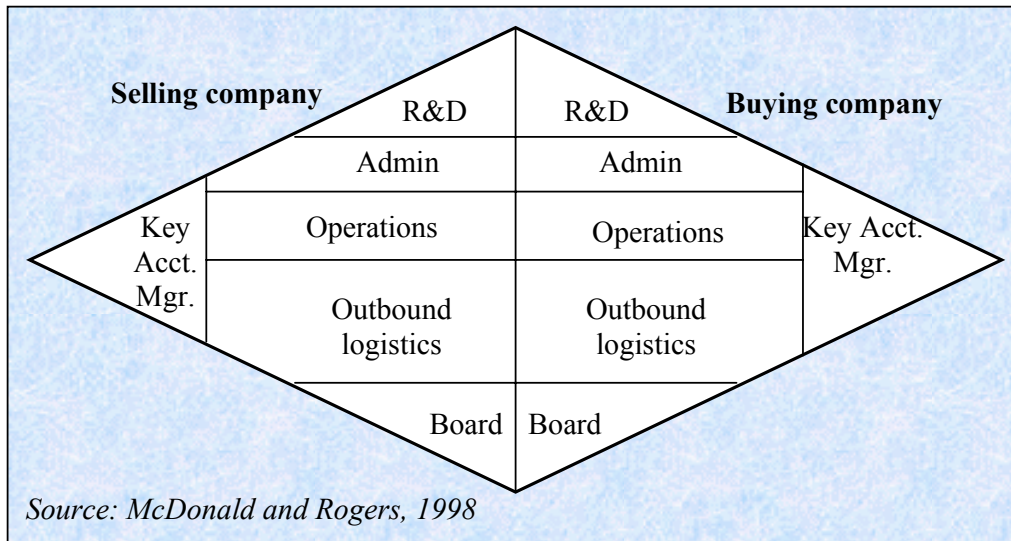 Selling company
Buying company
R&D
R&D
Admin
Admin
Key
Acct.
Mgr.
Operations
Operations
Key Acct.
Mgr.
Outbound
logistics
Outbound
logistics
Board
Board
Source: McDonald and Rogers, 1998